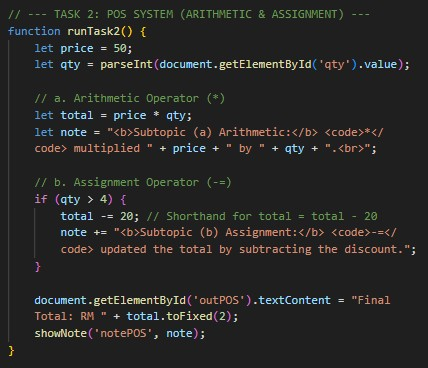 // --- TASK 2: POS SYSTEM (ARITHMETIC & ASSIGNMENT) ---
function runTask2() {
    let price = 50;
    let qty = parseInt(document.getElementById('qty').value);

    // a. Arithmetic Operator (*)
    let total = price * qty;
    let note = "<b>Subtopic (a) Arithmetic:</b> <code>*</
    code> multiplied " + price + " by " + qty + ".<br>";

    // b. Assignment Operator (-=)
    if (qty > 4) {
        total -= 20; // Shorthand for total = total - 20
        note += "<b>Subtopic (b) Assignment:</b> <code>-=</
        code> updated the total by subtracting the discount.";
    }

    document.getElementById('outPOS').textContent = "Final
    Total: RM " + total.toFixed(2);
    showNote('notePOS', note);
}